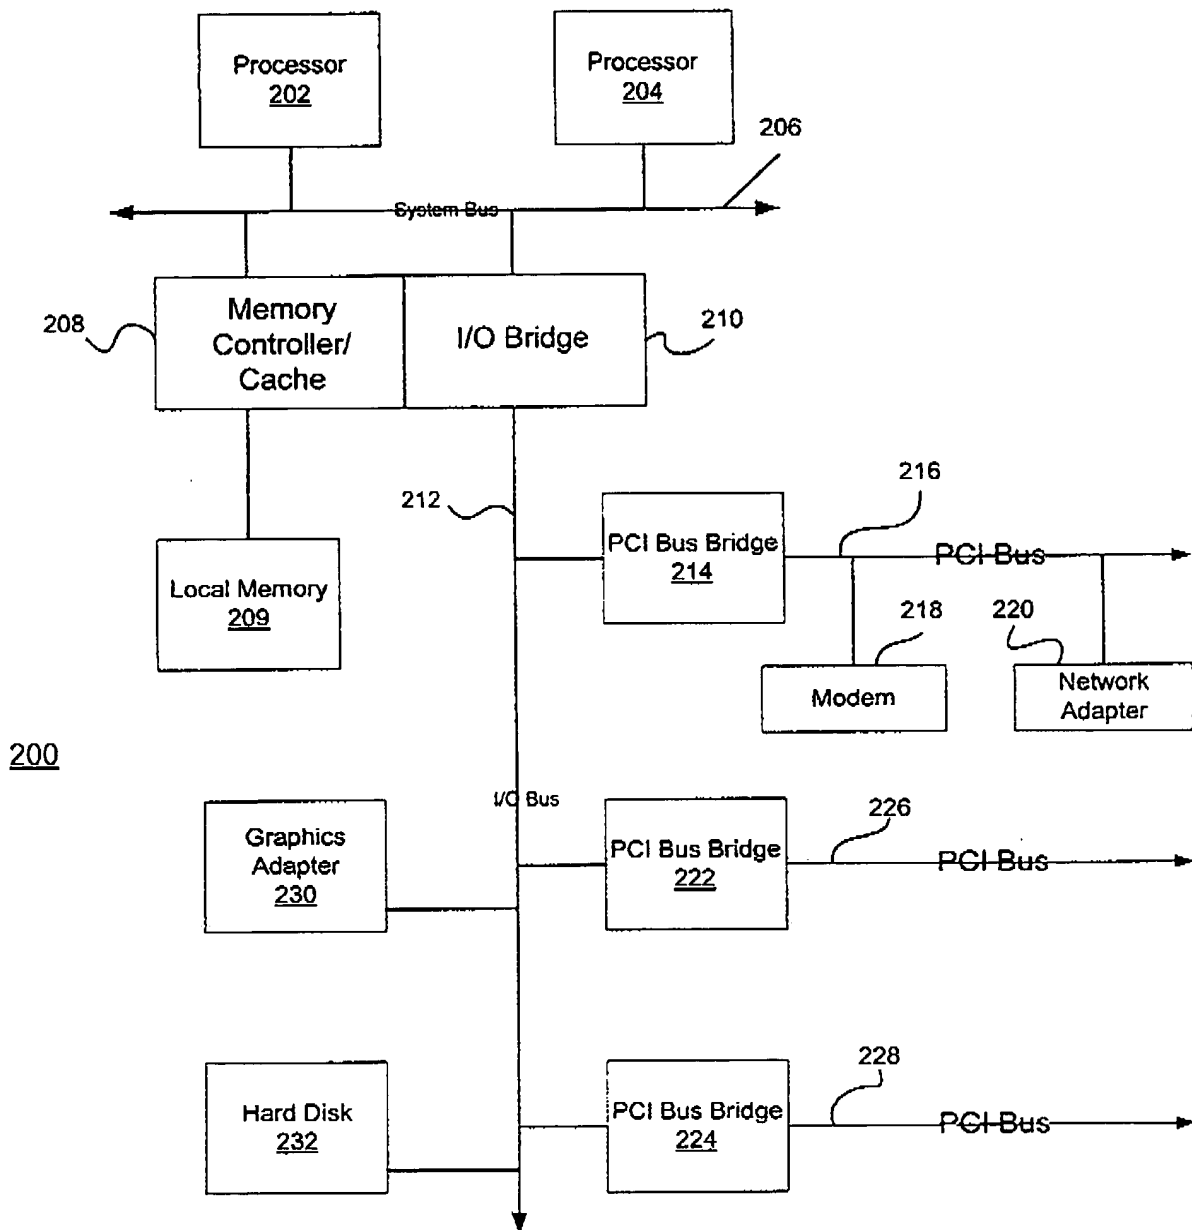 Processor
202
Processor
204
206
System Bus
208
Memory
Controller/
Cache
I/O Bridge
210
212
216
PCI Bus Bridge
214
PCI Bus
Local Memory
209
218
220
Modem
Network
Adapter
200
I/O Bus
Graphics
Adapter
230
PCI Bus Bridge
222
226
PCI Bus
Hard Disk
232
PCI Bus Bridge
224
228
PCI Bus